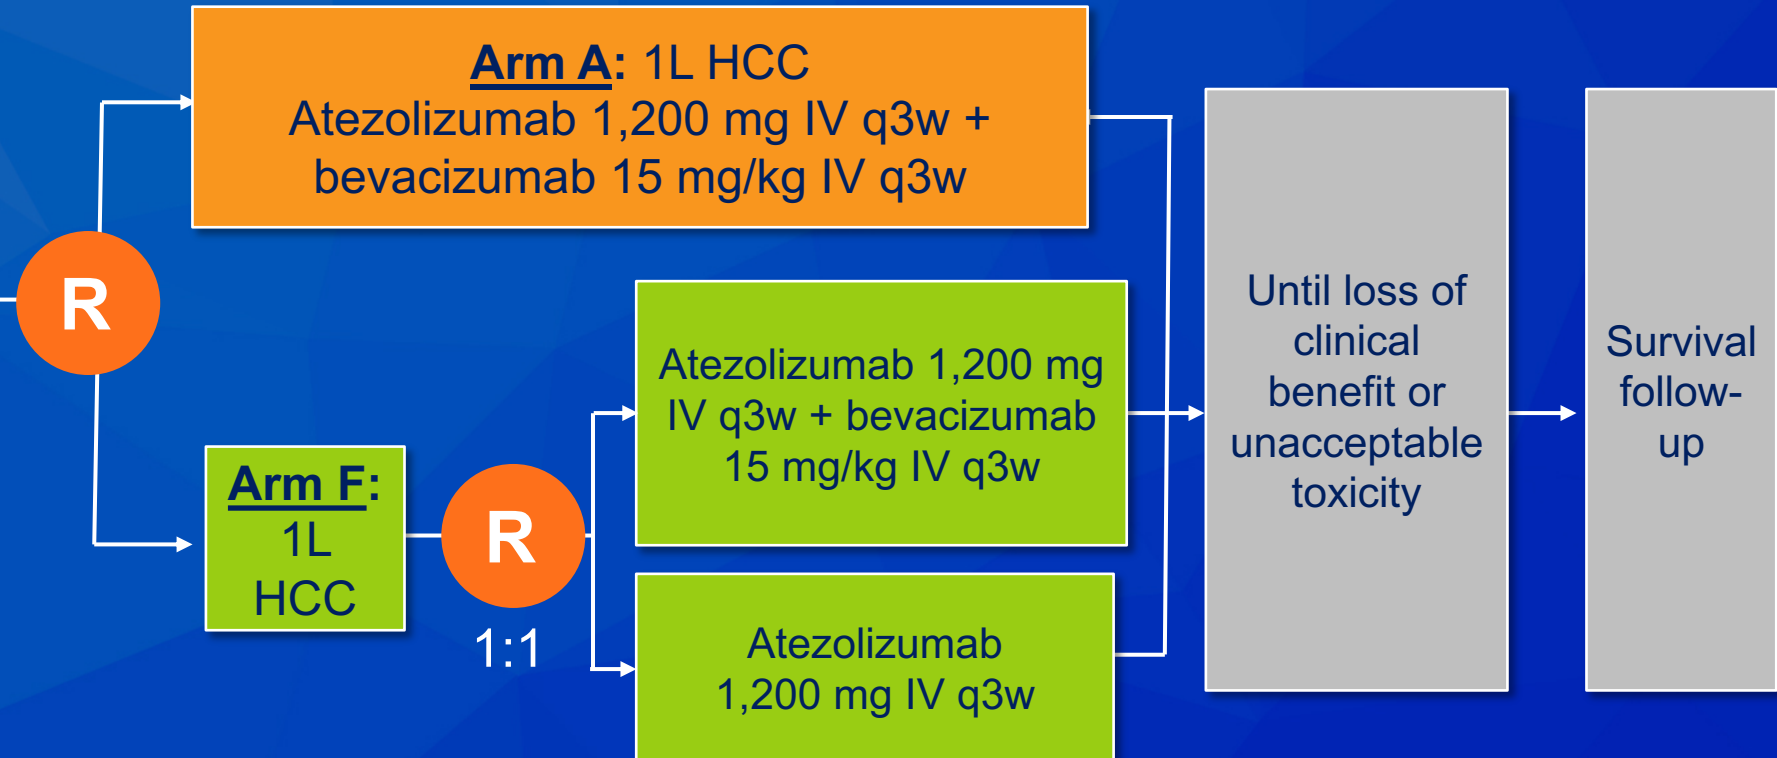 Arm A: 1L HCC
Atezolizumab 1,200 mg IV q3w +
bevacizumab 15 mg/kg IV q3w
R
Arm F:
1L
HCC
R
1:1
Atezolizumab 1,200 mg
IV q3w + bevacizumab
15 mg/kg IV q3w
Atezolizumab
1,200 mg IV q3w
Until loss of
clinical
benefit or
unacceptable
toxicity
Survival
follow-
up